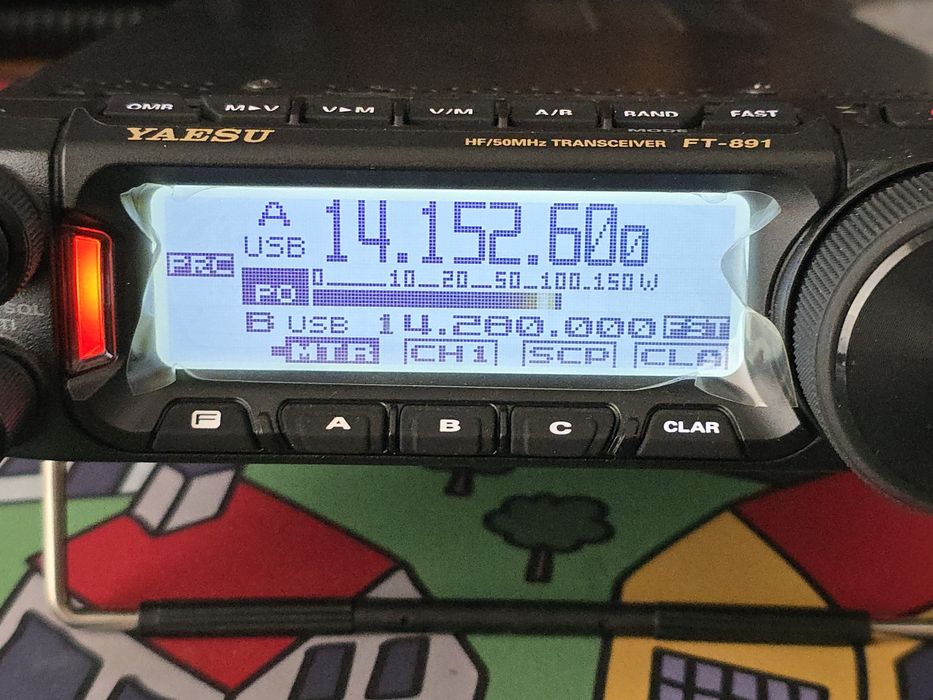 M▶V V▶M V/M A/B BAND FAST
MODE
YAESU HF/50MHz TRANSCEIVER FT-891
A 14.152.600
USB
PRC 0 10 20 50 100 150 W
PO
B USB 14.280.000 FST
MTR CH1 SCP CLA
SQL
F A B C CLAR